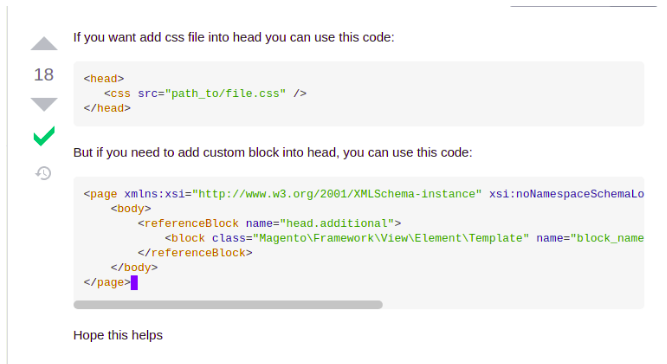 If you want add css file into head you can use this code:
18
<head>
   <css src="path_to/file.css" />
</head>
But if you need to add custom block into head, you can use this code:
<page xmlns:xsi="http://www.w3.org/2001/XMLSchema-instance" xsi:noNamespaceSchemaLo
    <body>
        <referenceBlock name="head.additional">
            <block class="Magento\Framework\View\Element\Template" name="block_name
        </referenceBlock>
    </body>
</page>
Hope this helps